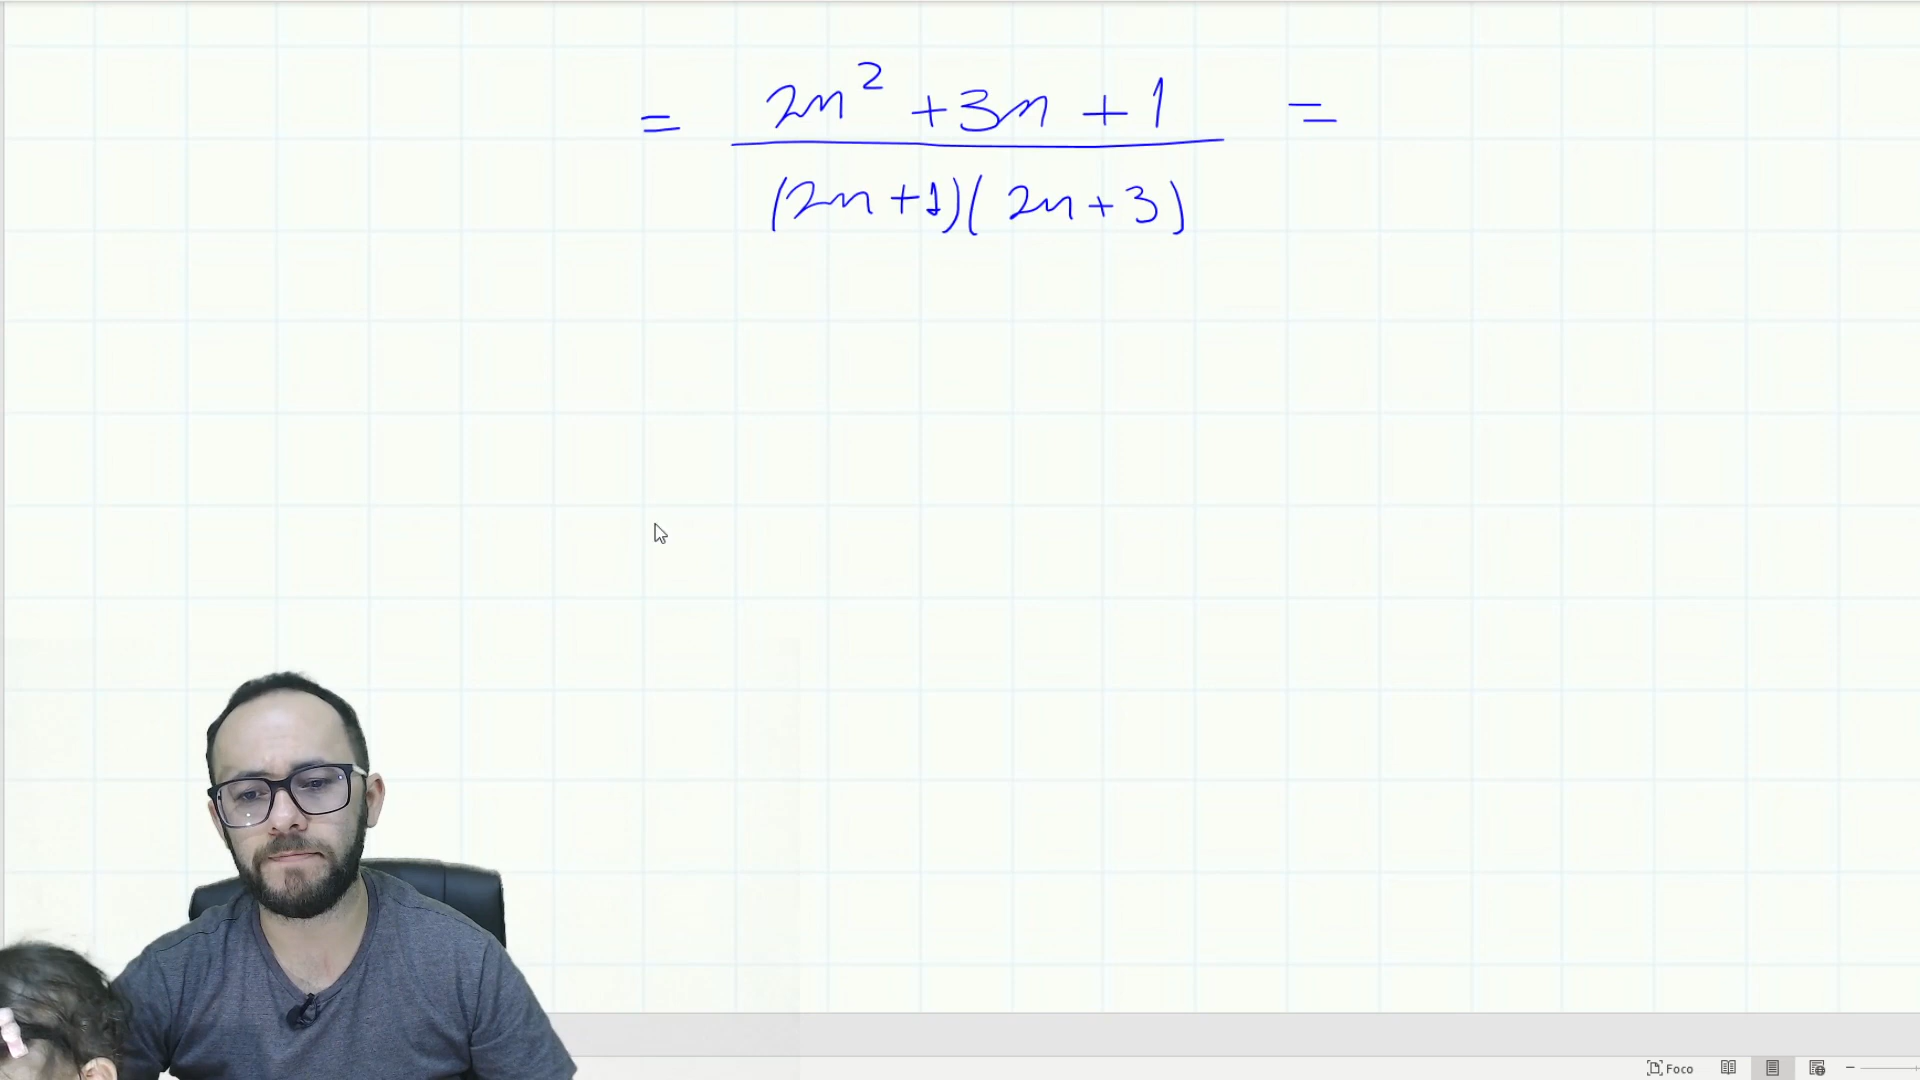 = 2n² + 3n + 1 =
(2n + 1)(2n + 3)
Foco